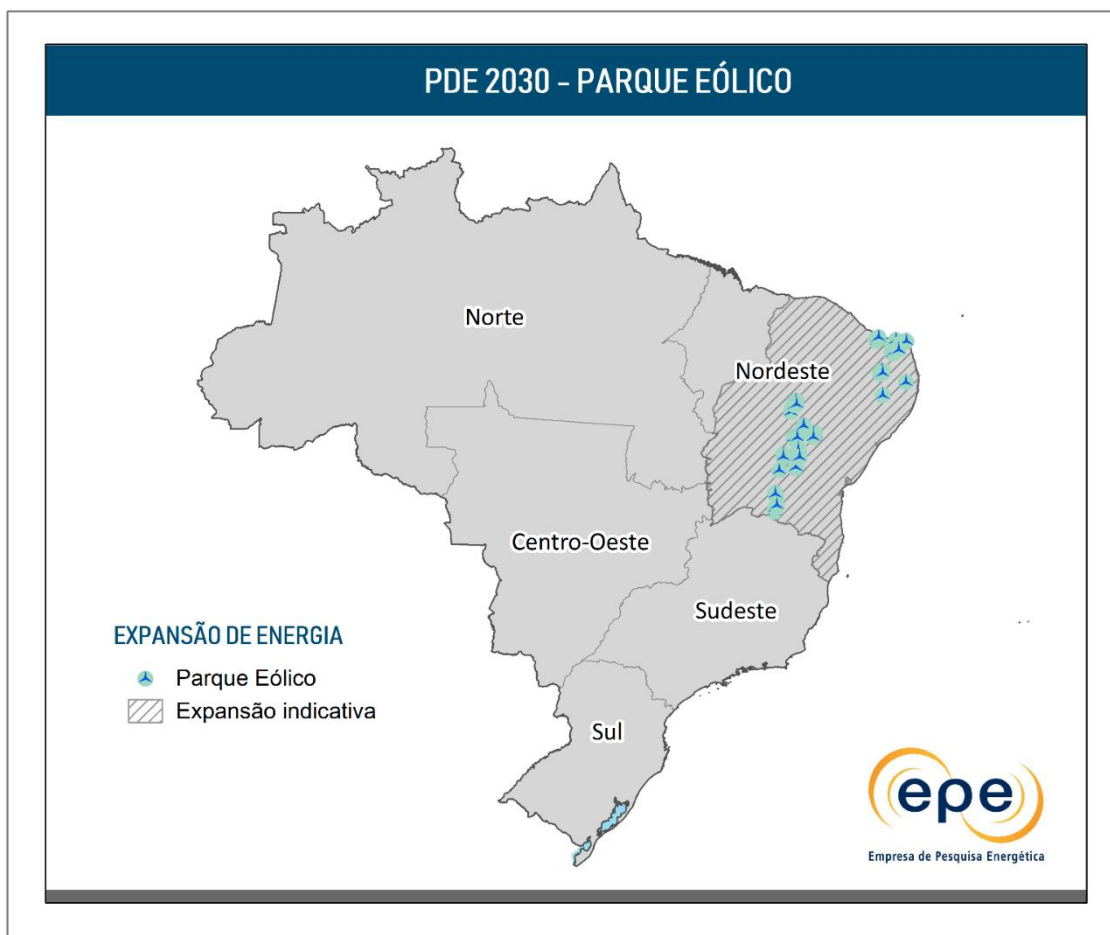 PDE 2030 - PARQUE EÓLICO
Norte
Nordeste
Centro-Oeste
Sudeste
EXPANSÃO DE ENERGIA
Parque Eólico
Expansão indicativa
Sul
epe
Empresa de Pesquisa Energética